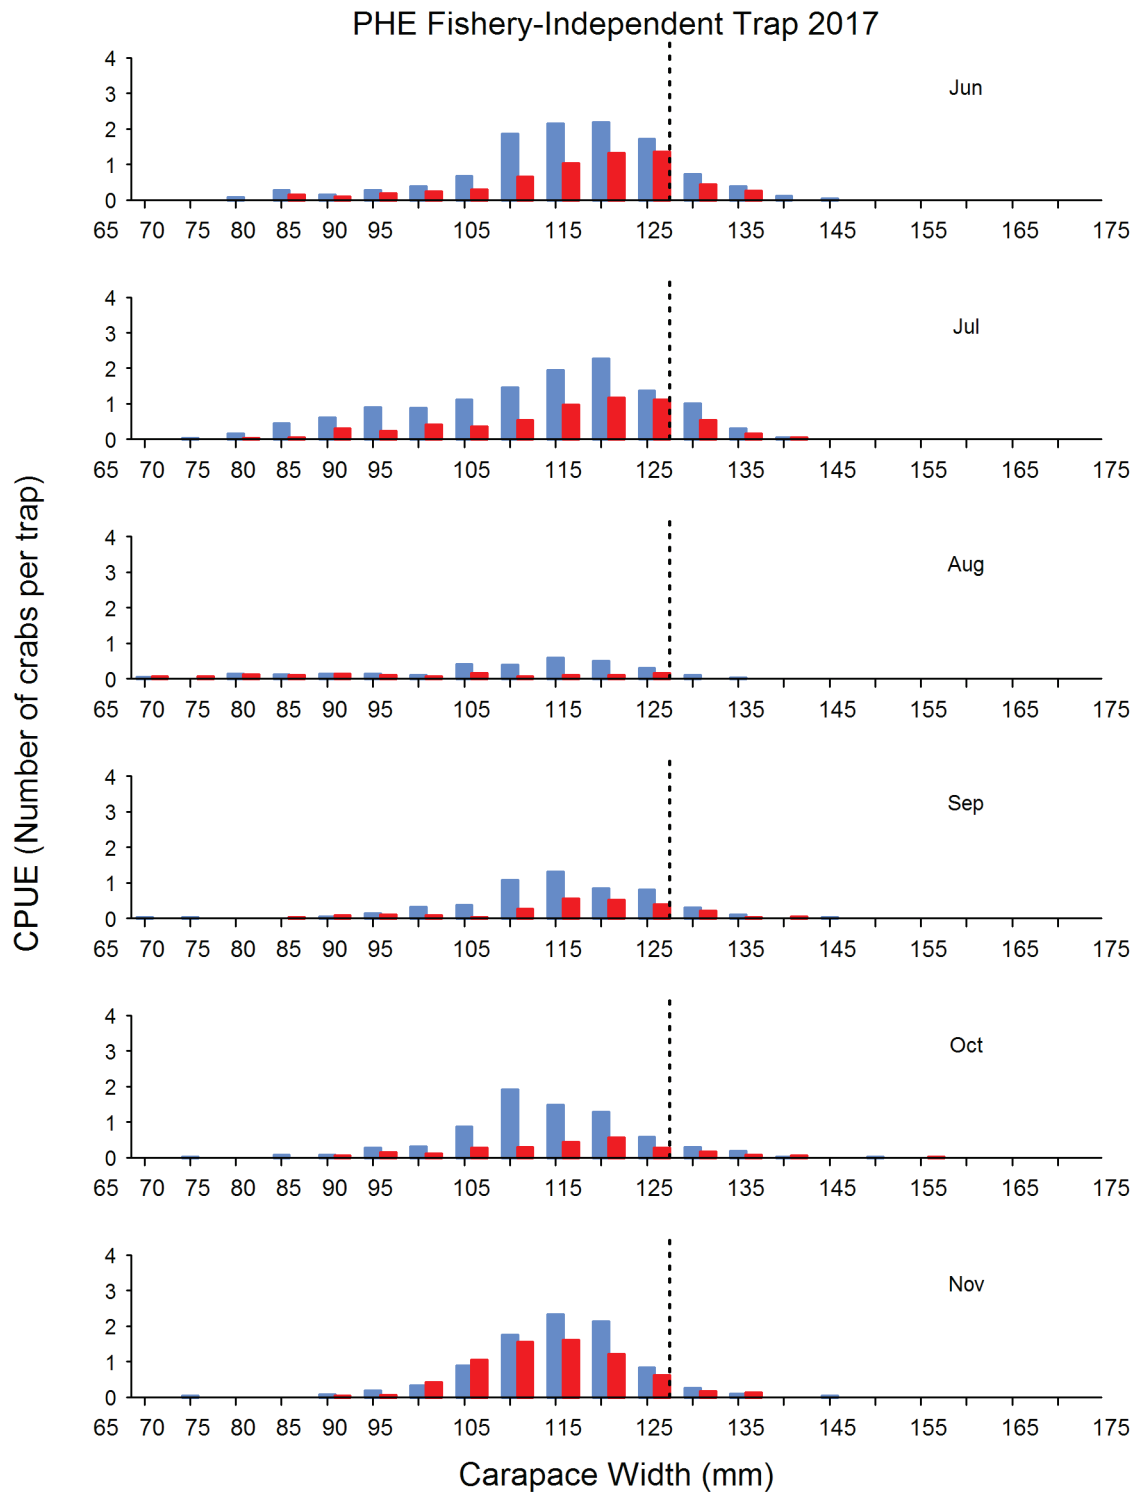 PHE Fishery-Independent Trap 2017
CPUE (Number of crabs per trap)
4
3
2
1
0
Jun
65 70 75 80 85 90 95 105 115 125 135 145 155 165 175
4
3
2
1
0
Jul
65 70 75 80 85 90 95 105 115 125 135 145 155 165 175
4
3
2
1
0
Aug
65 70 75 80 85 90 95 105 115 125 135 145 155 165 175
4
3
2
1
0
Sep
65 70 75 80 85 90 95 105 115 125 135 145 155 165 175
4
3
2
1
0
Oct
65 70 75 80 85 90 95 105 115 125 135 145 155 165 175
4
3
2
1
0
Nov
65 70 75 80 85 90 95 105 115 125 135 145 155 165 175
Carapace Width (mm)